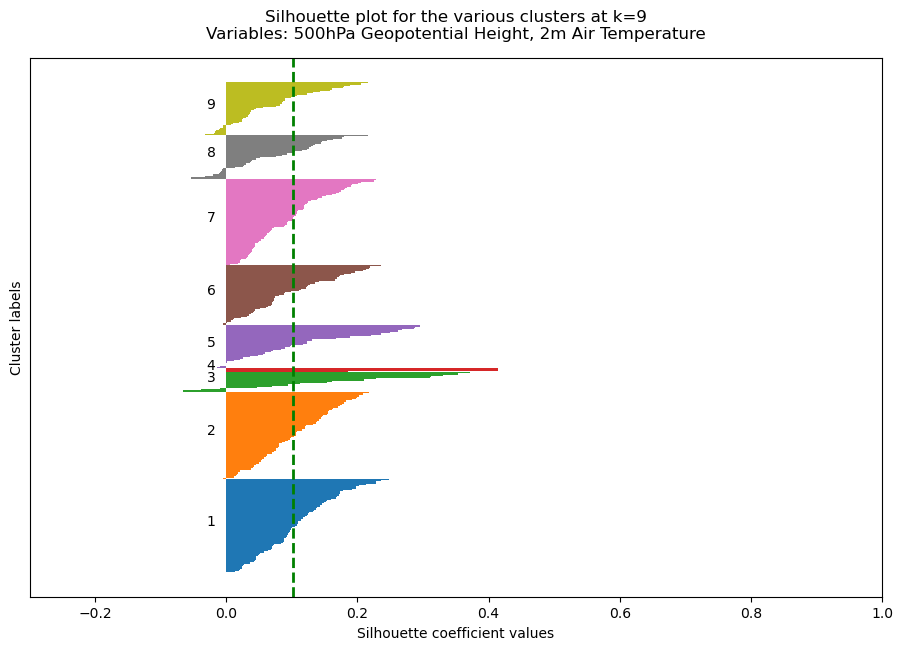 Silhouette plot for the various clusters at k=9
Variables: 500hPa Geopotential Height, 2m Air Temperature
Cluster labels
9
8
7
6
5
4
3
2
1
−0.2 0.0 0.2 0.4 0.6 0.8 1.0
Silhouette coefficient values